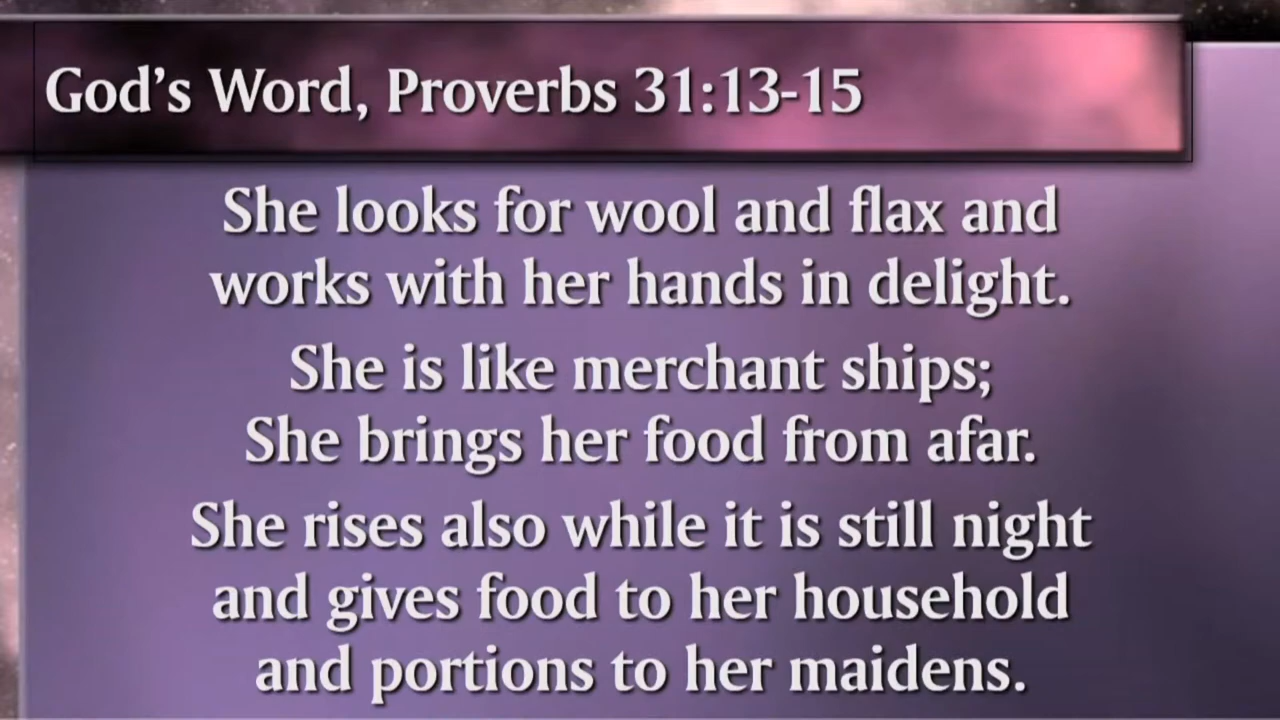 God’s Word, Proverbs 31:13-15
She looks for wool and flax and
works with her hands in delight.
She is like merchant ships;
She brings her food from afar.
She rises also while it is still night
and gives food to her household
and portions to her maidens.